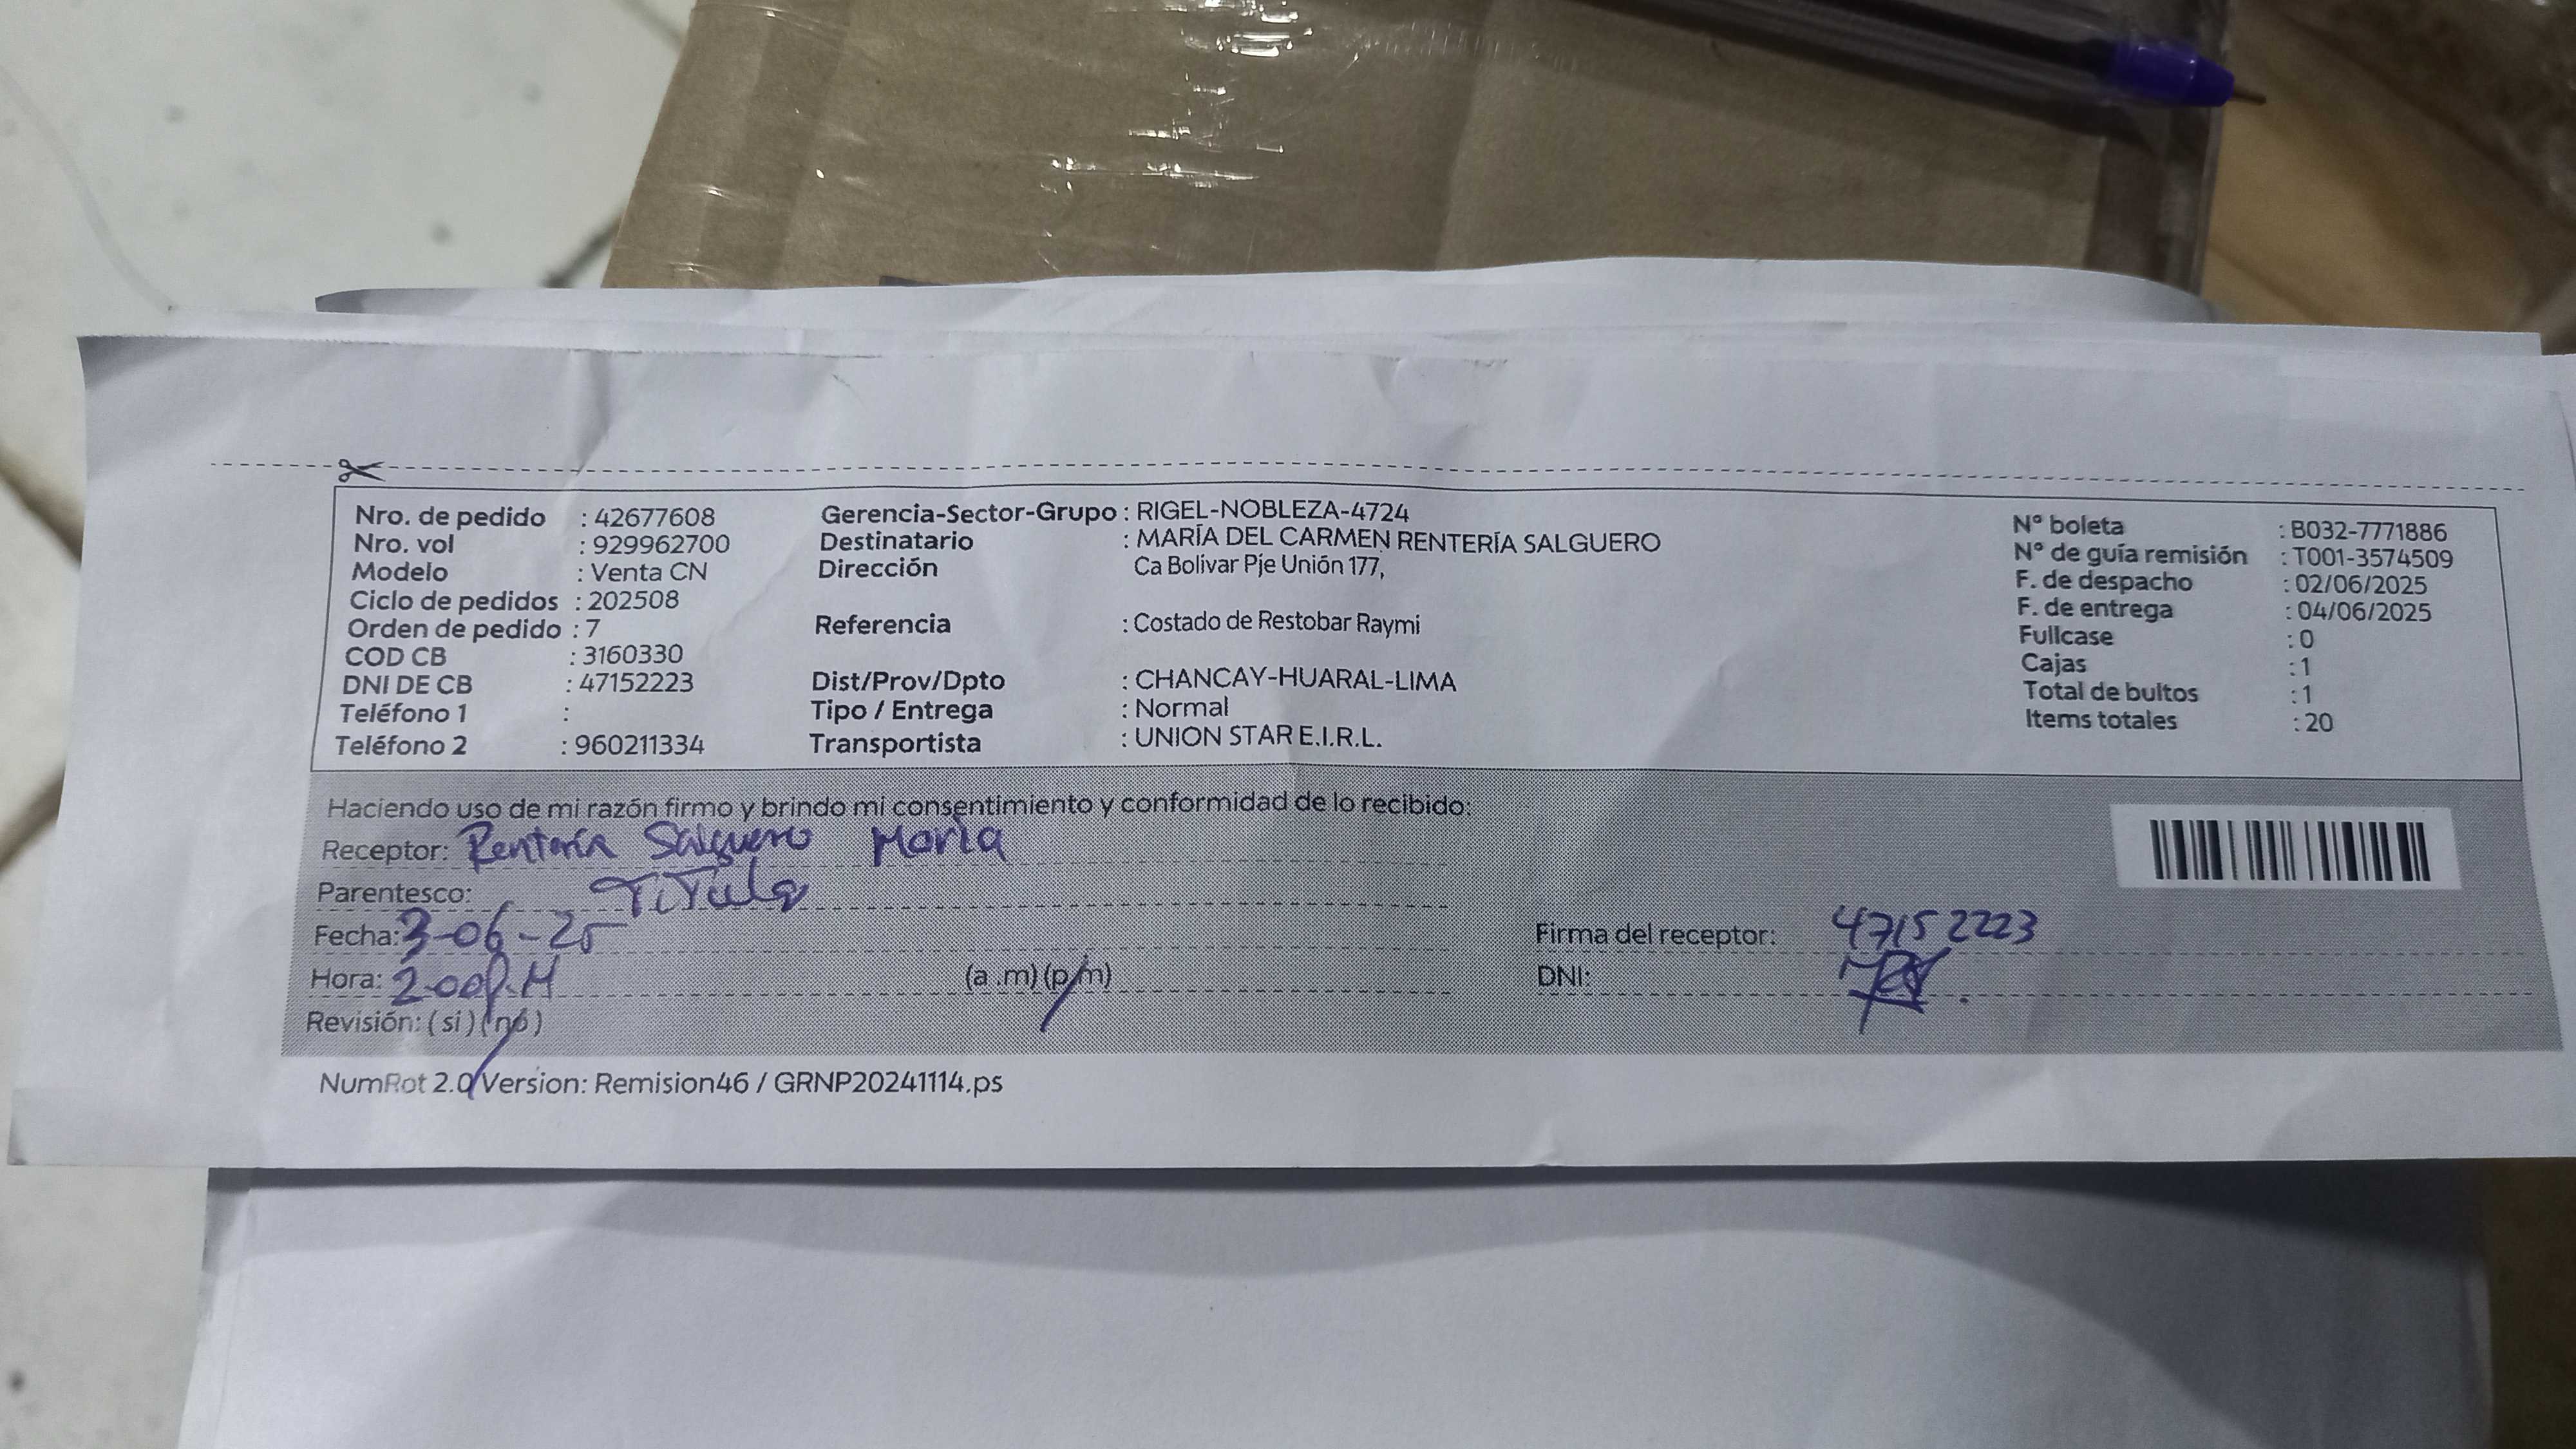 Nro. de pedido : 42677608
Nro. vol : 929962700
Modelo : Venta CN
Ciclo de pedidos : 202508
Orden de pedido : 7
COD CB : 3160330
DNI DE CB : 47152223
Teléfono 1 :
Teléfono 2 : 960211334
Gerencia-Sector-Grupo : RIGEL-NOBLEZA-4724
Destinatario : MARÍA DEL CARMEN RENTERÍA SALGUERO
Dirección Ca Bolivar Pje Unión 177,
Referencia : Costado de Restobar Raymi
Dist/Prov/Dpto : CHANCAY-HUARAL-LIMA
Tipo / Entrega : Normal
Transportista : UNION STAR E.I.R.L.
N° boleta : B032-7771886
N° de guía remisión : T001-3574509
F. de despacho : 02/06/2025
F. de entrega : 04/06/2025
Fullcase : 0
Cajas : 1
Total de bultos : 1
Items totales : 20
Haciendo uso de mi razón firmo y brindo mi consentimiento y conformidad de lo recibido:
Receptor: Rentería Salguero María
Parentesco: Titula
Fecha: 3-06-25
Hora: 2:00P.M (a .m) (p/m)
Revisión: ( si ) ( no )
Firma del receptor: 47152223
DNI:
NumRot 2.0/Version: Remision46 / GRNP20241114.ps